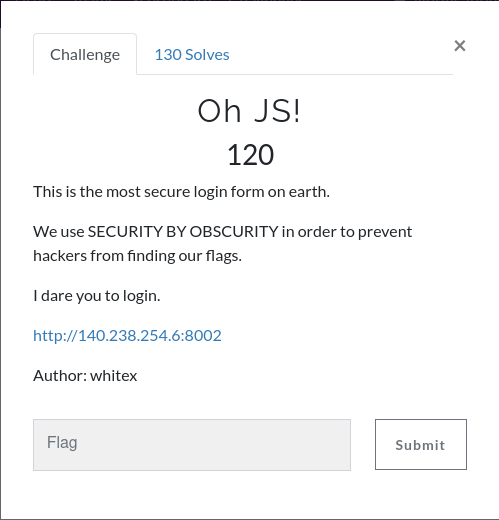 Challenge
130 Solves
×
Oh JS!
120
This is the most secure login form on earth.
We use SECURITY BY OBSCURITY in order to prevent
hackers from finding our flags.
I dare you to login.
http://140.238.254.6:8002
Author: whitex
Flag
Submit